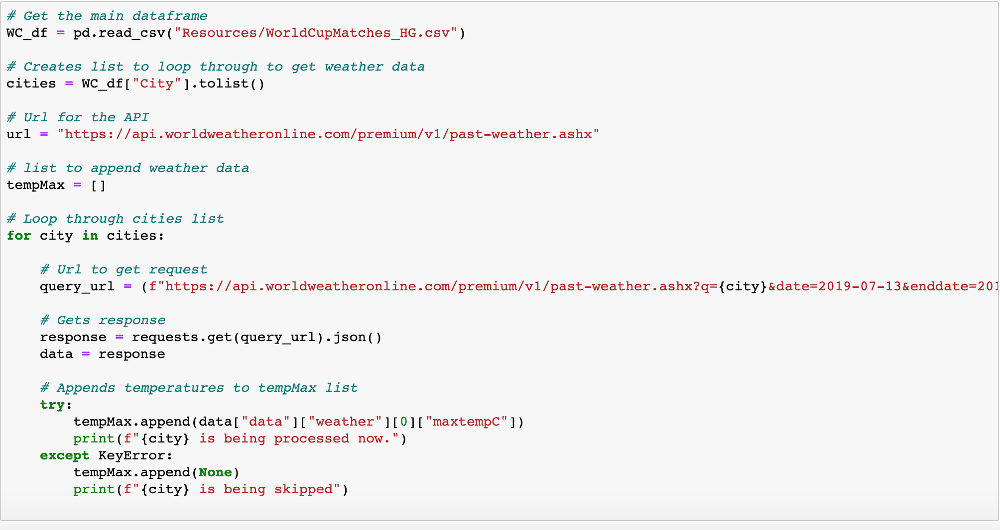 # Get the main dataframe
WC_df = pd.read_csv("Resources/WorldCupMatches_HG.csv")
# Creates list to loop through to get weather data
cities = WC_df["City"].tolist()
# Url for the API
url = "https://api.worldweatheronline.com/premium/v1/past-weather.ashx"
# list to append weather data
tempMax = []
# Loop through cities list
for city in cities:
    # Url to get request
    query_url = (f"https://api.worldweatheronline.com/premium/v1/past-weather.ashx?q={city}&date=2019-07-13&enddate=201
    # Gets response
    response = requests.get(query_url).json()
    data = response
    # Appends temperatures to tempMax list
    try:
        tempMax.append(data["data"]["weather"][0]["maxtempC"])
        print(f"{city} is being processed now.")
    except KeyError:
        tempMax.append(None)
        print(f"{city} is being skipped")